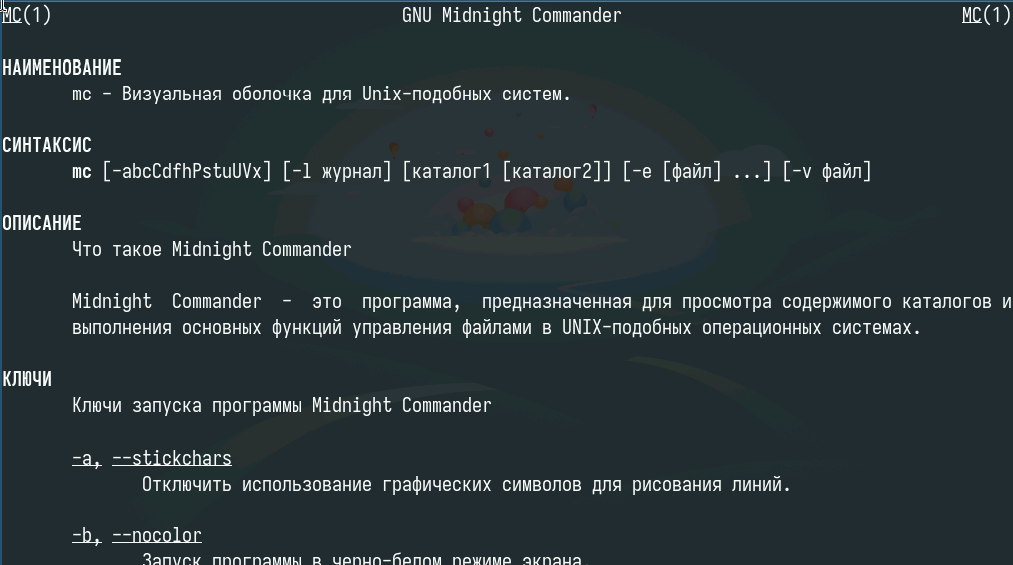 MC(1) GNU Midnight Commander MC(1)
НАИМЕНОВАНИЕ
mc - Визуальная оболочка для Unix-подобных систем.
СИНТАКСИС
mc [-abcCdfhPstuUVx] [-l журнал] [каталог1 [каталог2]] [-e [файл] ...] [-v файл]
ОПИСАНИЕ
Что такое Midnight Commander
Midnight Commander - это программа, предназначенная для просмотра содержимого каталогов и
выполнения основных функций управления файлами в UNIX-подобных операционных системах.
КЛЮЧИ
Ключи запуска программы Midnight Commander
-a, --stickchars
Отключить использование графических символов для рисования линий.
-b, --nocolor
Запуск программы в черно-белом режиме экрана.